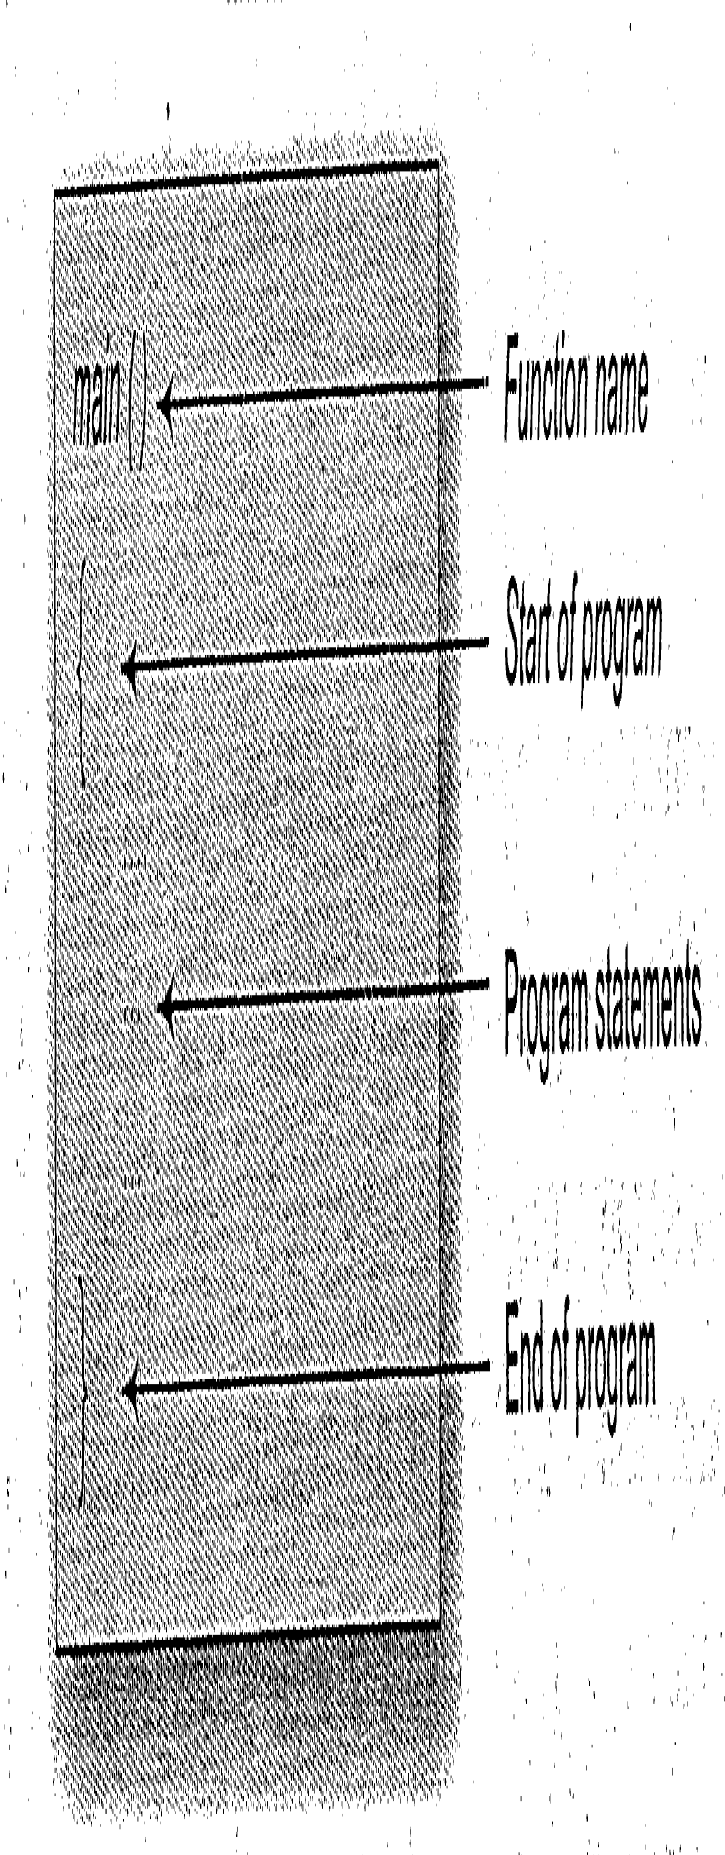 main () Function name
{ Start of program
....
.... Program statements
....
} End of program